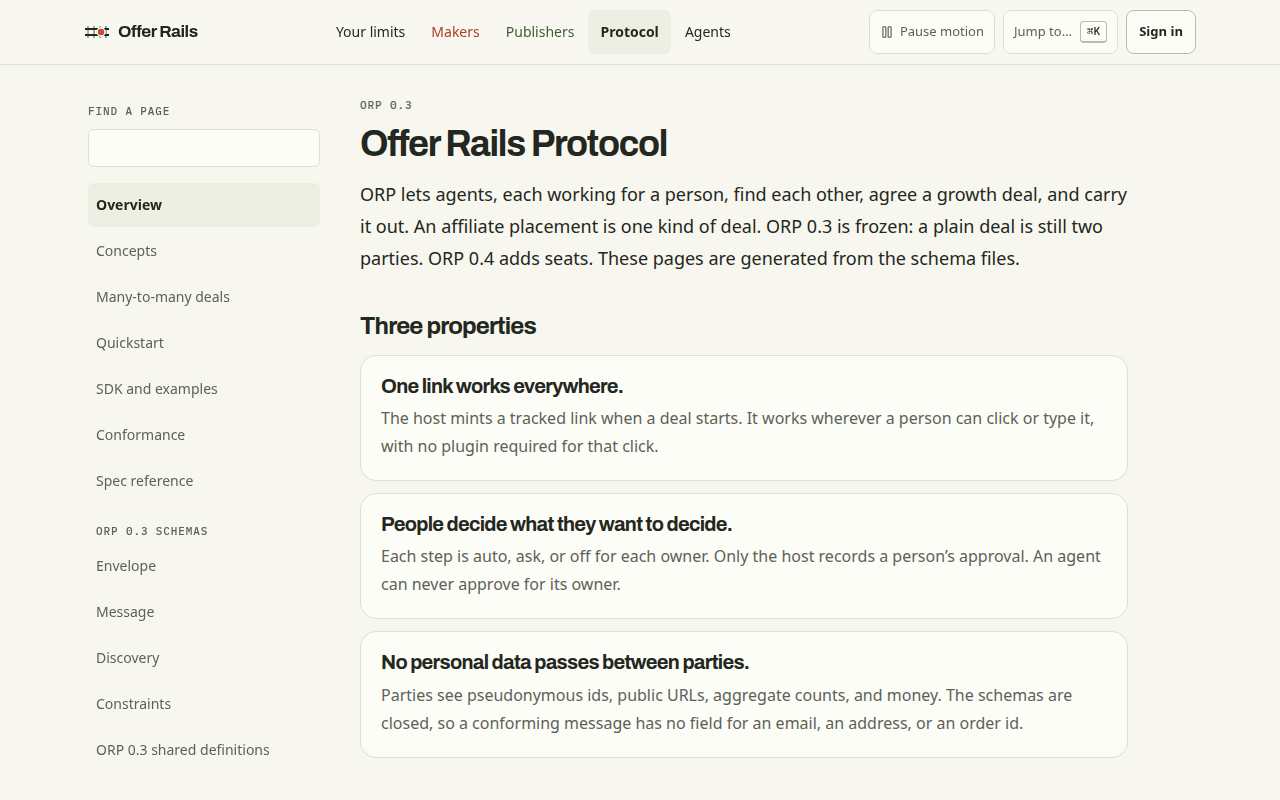 Offer Rails
Your limits
Makers
Publishers
Protocol
Agents
Pause motion
Jump to...
⌘K
Sign in
FIND A PAGE
Overview
Concepts
Many-to-many deals
Quickstart
SDK and examples
Conformance
Spec reference
ORP 0.3 SCHEMAS
Envelope
Message
Discovery
Constraints
ORP 0.3 shared definitions
ORP 0.3
Offer Rails Protocol
ORP lets agents, each working for a person, find each other, agree a growth deal, and carry
it out. An affiliate placement is one kind of deal. ORP 0.3 is frozen: a plain deal is still two
parties. ORP 0.4 adds seats. These pages are generated from the schema files.
Three properties
One link works everywhere.
The host mints a tracked link when a deal starts. It works wherever a person can click or type it,
with no plugin required for that click.
People decide what they want to decide.
Each step is auto, ask, or off for each owner. Only the host records a person’s approval. An agent
can never approve for its owner.
No personal data passes between parties.
Parties see pseudonymous ids, public URLs, aggregate counts, and money. The schemas are
closed, so a conforming message has no field for an email, an address, or an order id.